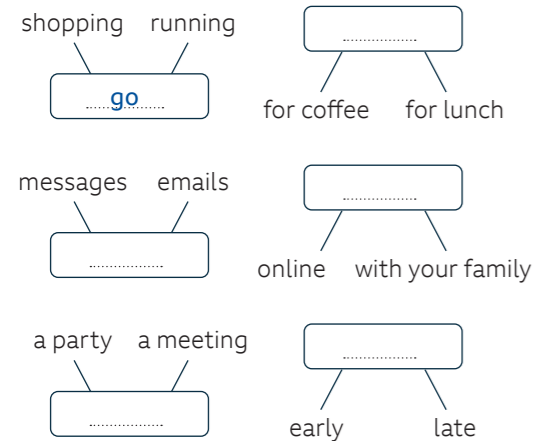 shopping running
go
for coffee for lunch
messages emails
online with your family
a party a meeting
early late